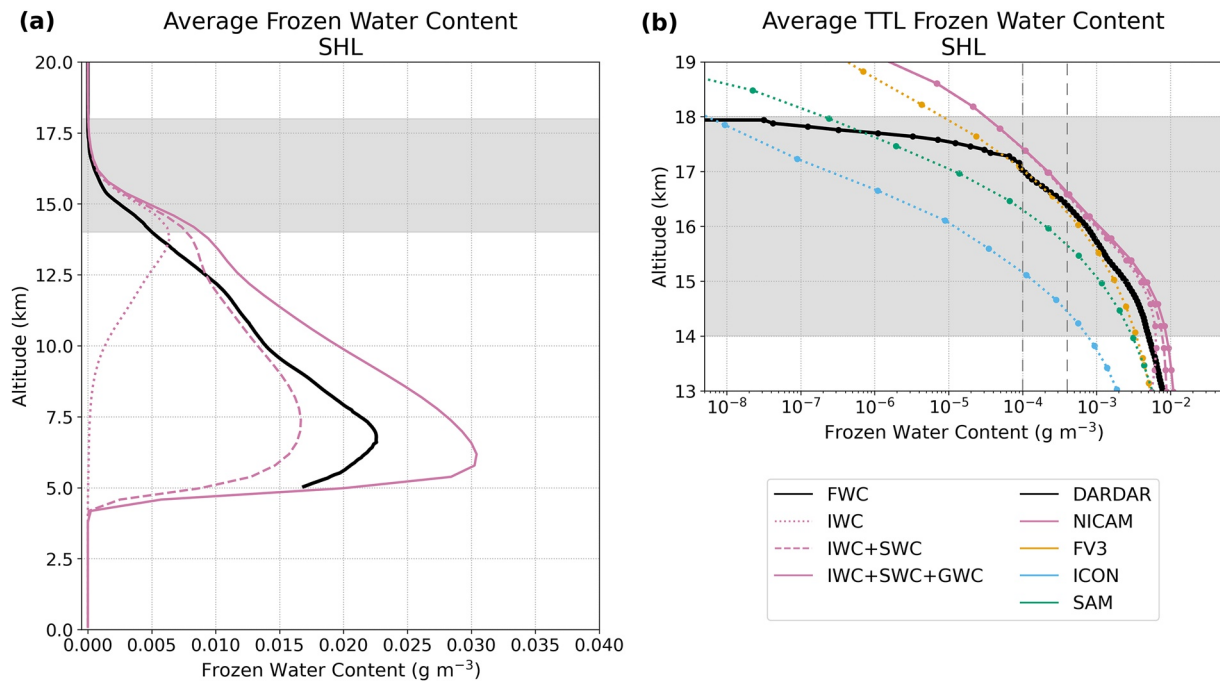 (a)
Average Frozen Water Content
SHL
20.0
17.5
15.0
12.5
10.0
7.5
5.0
2.5
0.0
Altitude (km)
0.000 0.005 0.010 0.015 0.020 0.025 0.030 0.035 0.040
Frozen Water Content (g m⁻³)
(b)
Average TTL Frozen Water Content
SHL
19
18
17
16
15
14
13
Altitude (km)
10⁻⁸ 10⁻⁷ 10⁻⁶ 10⁻⁵ 10⁻⁴ 10⁻³ 10⁻²
Frozen Water Content (g m⁻³)
FWC
IWC
IWC+SWC
IWC+SWC+GWC
DARDAR
NICAM
FV3
ICON
SAM